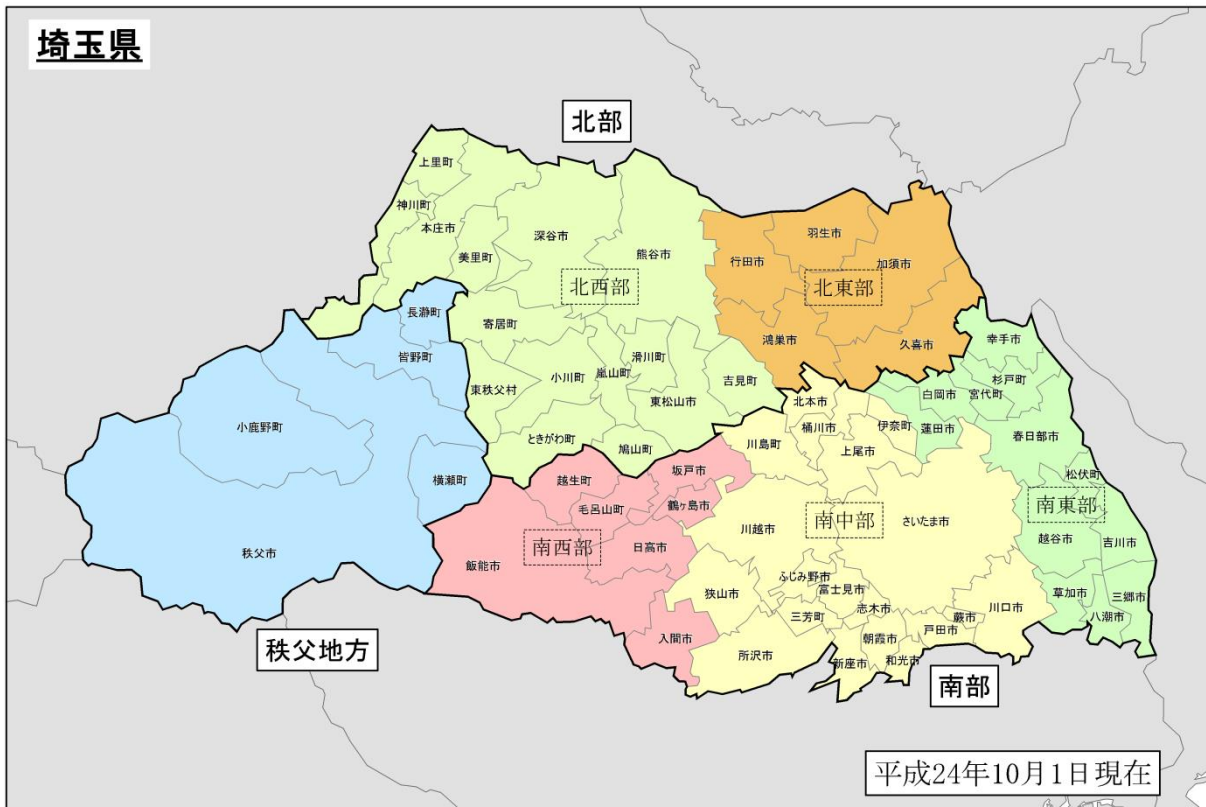 埼玉県
北部
上里町
神川町
本庄市
美里町
深谷市
熊谷市
北西部
寄居町
小川町
嵐山町
滑川町
吉見町
東秩父村
東松山市
ときがわ町
鳩山町
行田市
羽生市
加須市
北東部
鴻巣市
久喜市
長瀞町
皆野町
小鹿野町
横瀬町
秩父市
秩父地方
越生町
坂戸市
毛呂山町
鶴ヶ島市
南西部
日高市
飯能市
入間市
北本市
桶川市
伊奈町
川島町
上尾市
川越市
南中部
さいたま市
ふじみ野市
富士見市
狭山市
三芳町
志木市
川口市
蕨市
戸田市
朝霞市
所沢市
新座市
和光市
幸手市
杉戸町
白岡市
宮代町
蓮田市
春日部市
松伏町
南東部
越谷市
吉川市
草加市
三郷市
八潮市
南部
平成24年10月1日現在